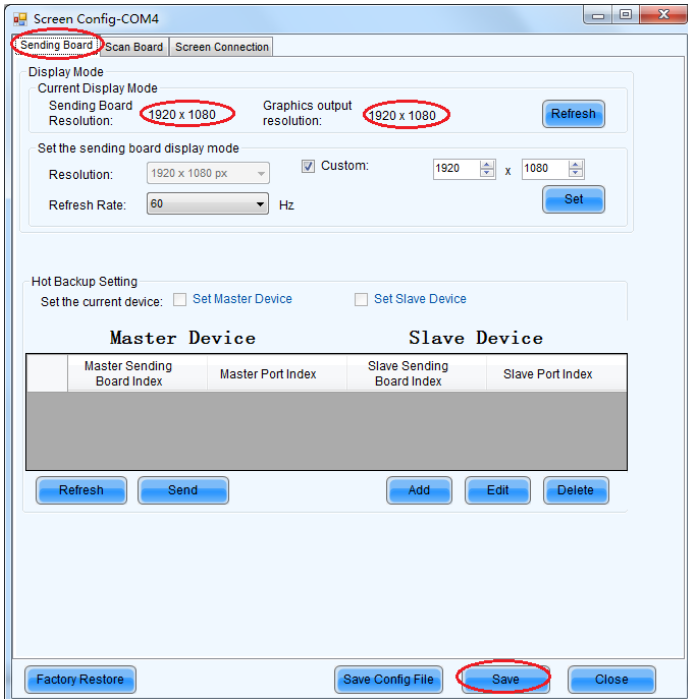 Screen Config-COM4
Sending Board Scan Board Screen Connection
Display Mode
Current Display Mode
Sending Board Resolution: 1920 x 1080 Graphics output resolution: 1920 x 1080 Refresh
Set the sending board display mode
Resolution: 1920 x 1080 px Custom: 1920 x 1080
Refresh Rate: 60 Hz Set
Hot Backup Setting
Set the current device: Set Master Device Set Slave Device
Master Device Slave Device
Master Sending Board Index Master Port Index Slave Sending Board Index Slave Port Index
Refresh Send Add Edit Delete
Factory Restore Save Config File Save Close